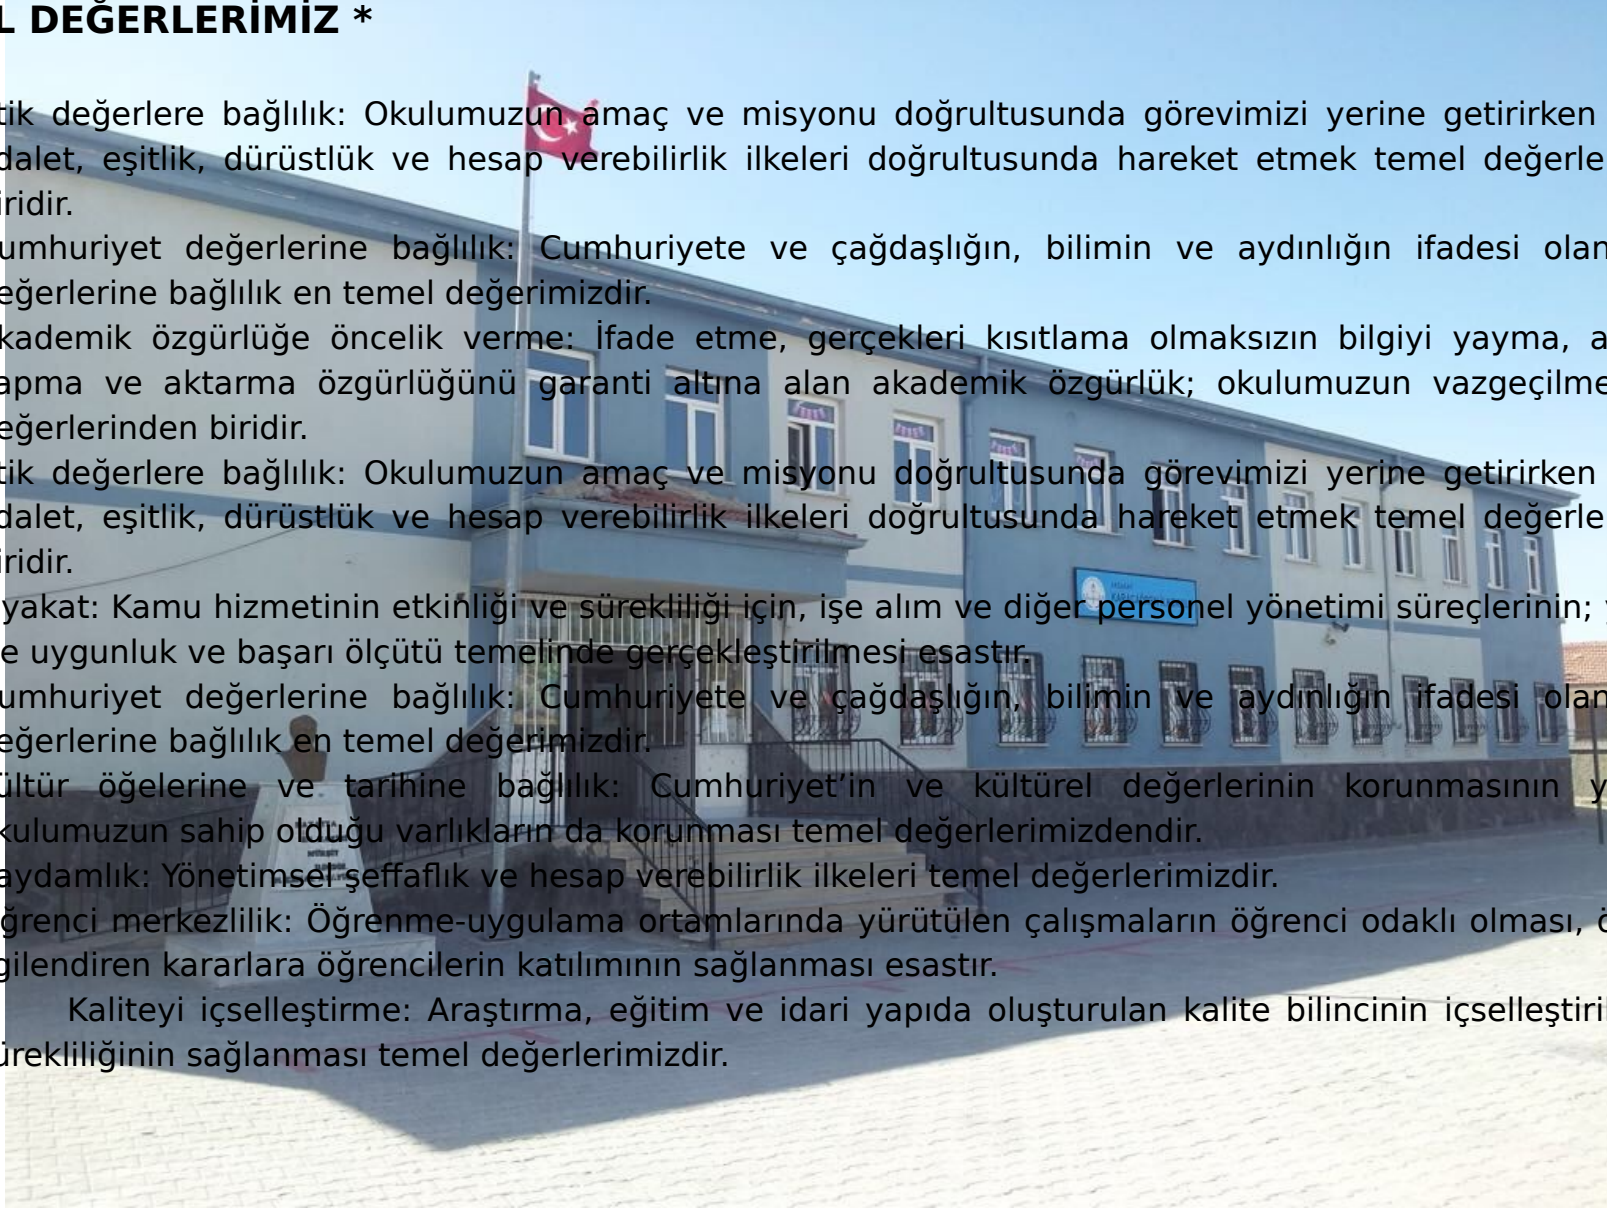 L DEĞERLERİMİZ *
tik değerlere bağlılık: Okulumuzun amaç ve misyonu doğrultusunda görevimizi yerine getirirken
dalet, eşitlik, dürüstlük ve hesap verebilirlik ilkeleri doğrultusunda hareket etmek temel değerle
iridir.
umhuriyet değerlerine bağlılık: Cumhuriyete ve çağdaşlığın, bilimin ve aydınlığın ifadesi olan
eğerlerine bağlılık en temel değerimizdir.
kademik özgürlüğe öncelik verme: İfade etme, gerçekleri kısıtlama olmaksızın bilgiyi yayma, a
apma ve aktarma özgürlüğünü garanti altına alan akademik özgürlük; okulumuzun vazgeçilme
eğerlerinden biridir.
tik değerlere bağlılık: Okulumuzun amaç ve misyonu doğrultusunda görevimizi yerine getirirken
dalet, eşitlik, dürüstlük ve hesap verebilirlik ilkeleri doğrultusunda hareket etmek temel değerle
iridir.
yakat: Kamu hizmetinin etkinliği ve sürekliliği için, işe alım ve diğer personel yönetimi süreçlerinin; y
e uygunluk ve başarı ölçütü temelinde gerçekleştirilmesi esastır.
umhuriyet değerlerine bağlılık: Cumhuriyete ve çağdaşlığın, bilimin ve aydınlığın ifadesi olan
eğerlerine bağlılık en temel değerimizdir.
ültür öğelerine ve tarihine bağlılık: Cumhuriyet’in ve kültürel değerlerinin korunmasının y
kulumuzun sahip olduğu varlıkların da korunması temel değerlerimizdendir.
aydamlık: Yönetimsel şeffaflık ve hesap verebilirlik ilkeleri temel değerlerimizdir.
ğrenci merkezlilik: Öğrenme-uygulama ortamlarında yürütülen çalışmaların öğrenci odaklı olması, ö
gilendiren kararlara öğrencilerin katılımının sağlanması esastır.
Kaliteyi içselleştirme: Araştırma, eğitim ve idari yapıda oluşturulan kalite bilincinin içselleştiril
ürekliliğinin sağlanması temel değerlerimizdir.